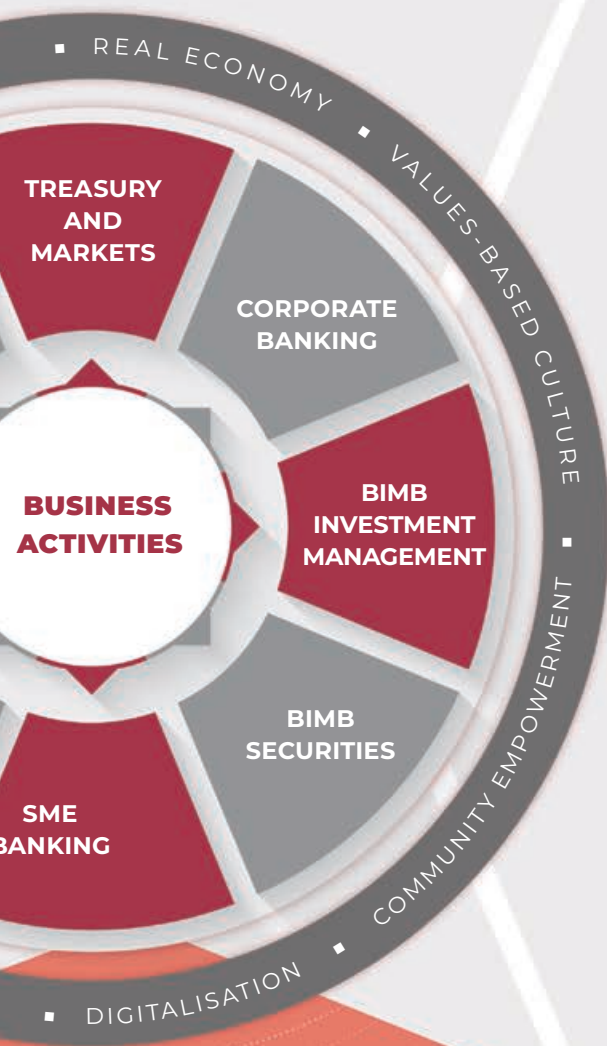 ▪ REAL ECONOMY ▪ VALUES-BASED CULTURE ▪ COMMUNITY EMPOWERMENT ▪ DIGITALISATION ▪
TREASURY
AND
MARKETS
CORPORATE
BANKING
BIMB
INVESTMENT
MANAGEMENT
BIMB
SECURITIES
SME
BANKING
BUSINESS
ACTIVITIES